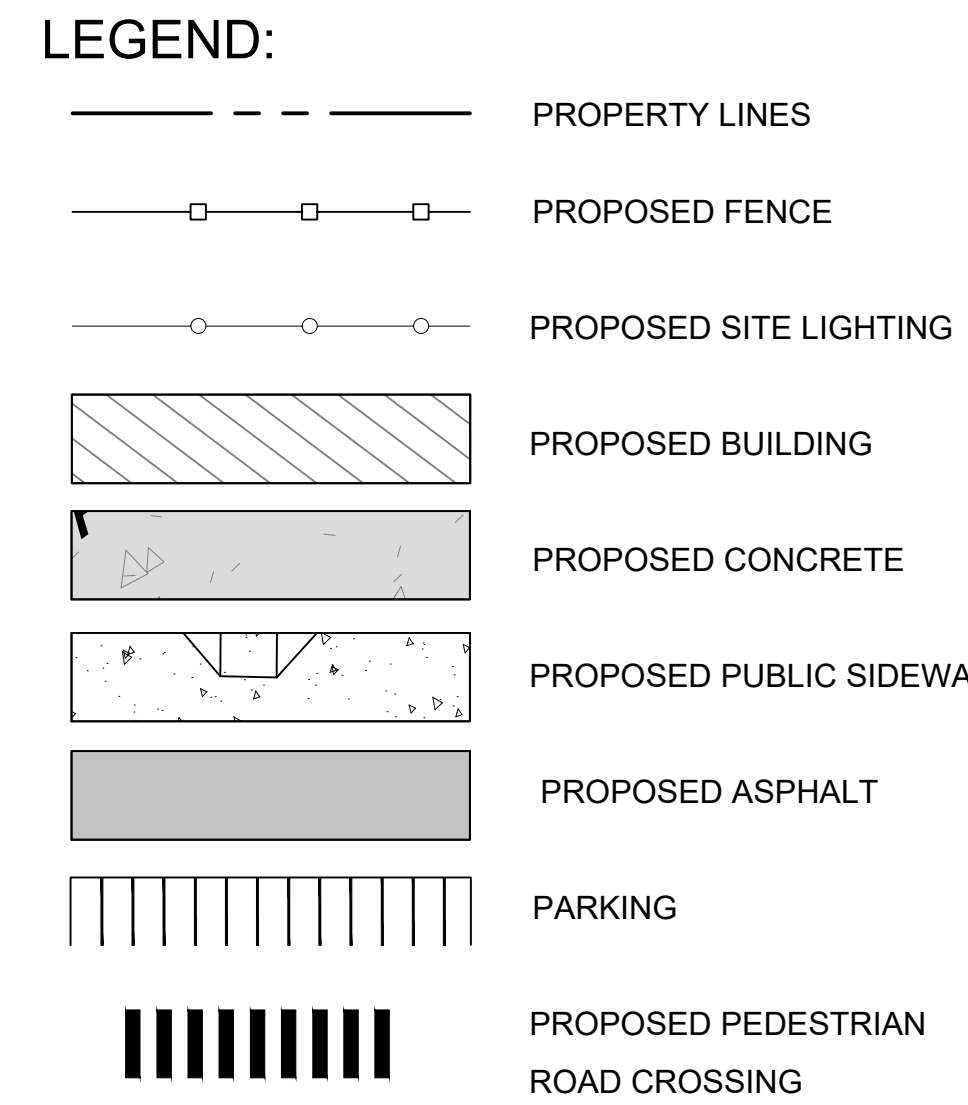 LEGEND:
PROPERTY LINES
PROPOSED FENCE
PROPOSED SITE LIGHTING
PROPOSED BUILDING
PROPOSED CONCRETE
PROPOSED PUBLIC
PROPOSED ASPHALT
PARKING
PROPOSED PEDESTRIAN
ROAD CROSSING